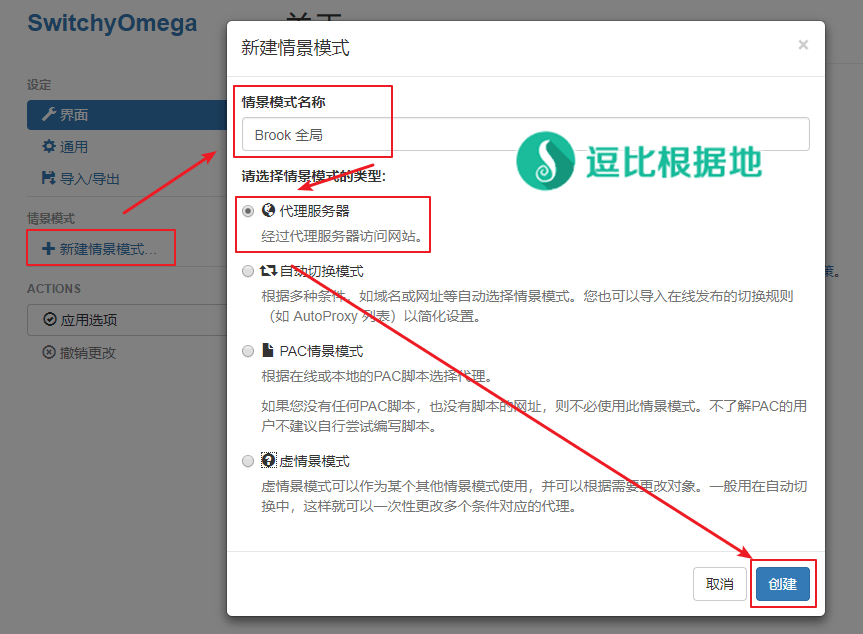 SwitchyOmega
设定
界面
通用
导入/导出
情景模式
新建情景模式...
ACTIONS
应用选项
撤销更改
新建情景模式
×
情景模式名称
Brook 全局
逗比根据地
请选择情景模式的类型:
代理服务器
经过代理服务器访问网站。
自动切换模式
根据多种条件，如域名或网址等自动选择情景模式。您也可以导入在线发布的切换规则
（如 AutoProxy 列表）以简化设置。
PAC情景模式
根据在线或本地的PAC脚本选择代理。
如果您没有任何PAC脚本，也没有脚本的网址，则不必使用此情景模式。不了解PAC的用
户不建议自行尝试编写脚本。
虚情景模式
虚情景模式可以作为某个其他情景模式使用，并可以根据需要更改对象。一般用在自动切
换中，这样就可以一次性更改多个条件对应的代理。
取消
创建
策。